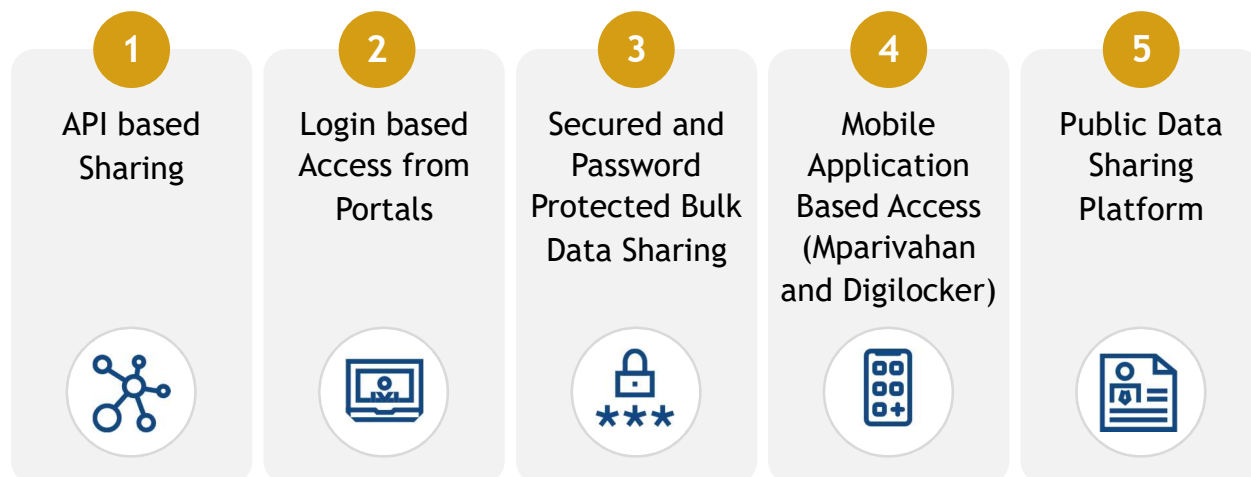 1
API based
Sharing
2
Login based
Access from
Portals
3
Secured and
Password
Protected Bulk
Data Sharing
***
4
Mobile
Application
Based Access
(Mparivahan
and Digilocker)
5
Public Data
Sharing
Platform